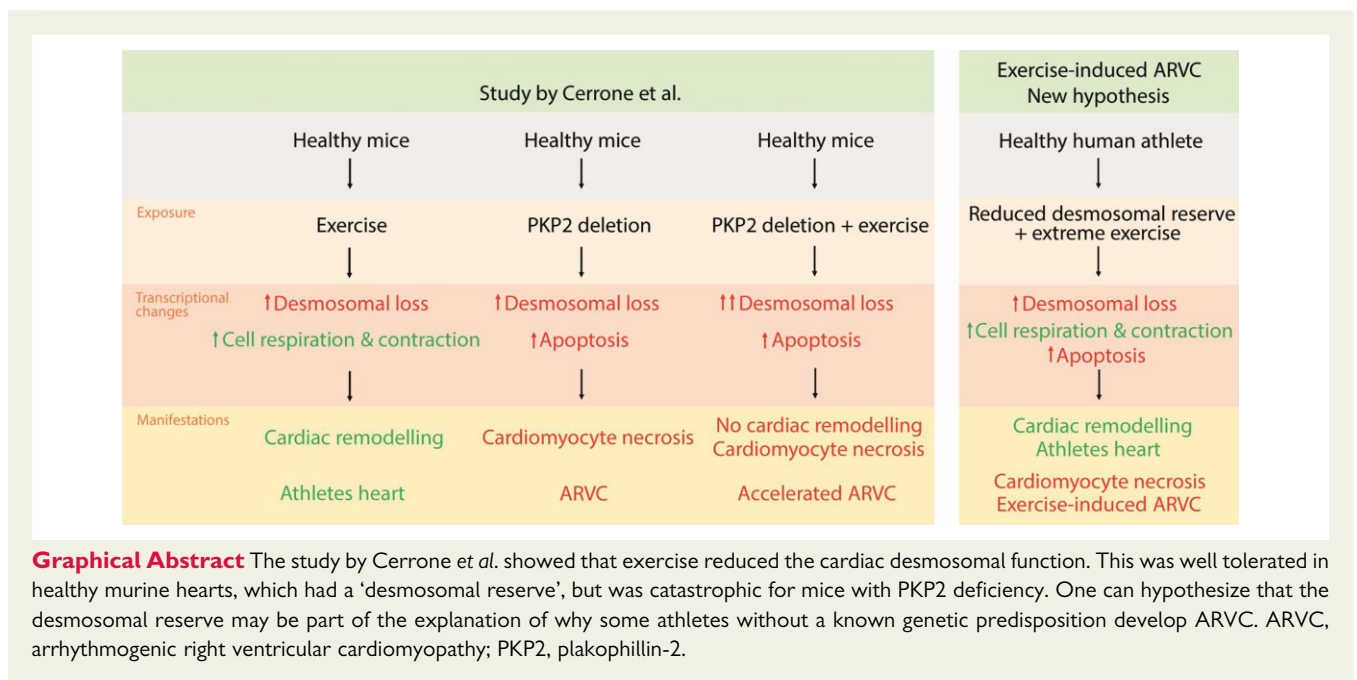 Study by Cerrone et al.
Exercise-induced ARVC
New hypothesis
Healthy mice
Healthy mice
Healthy mice
Healthy human athlete
Exposure
Exercise
PKP2 deletion
PKP2 deletion + exercise
Reduced desmosomal reserve
+ extreme exercise
Transcriptional
changes
↑Desmosomal loss
↑Cell respiration & contraction
↑Desmosomal loss
↑Apoptosis
↑↑Desmosomal loss
↑Apoptosis
↑Desmosomal loss
↑Cell respiration & contraction
↑Apoptosis
Manifestations
Cardiac remodelling
Athletes heart
Cardiomyocyte necrosis
ARVC
No cardiac remodelling
Cardiomyocyte necrosis
Accelerated ARVC
Cardiac remodelling
Athletes heart
Cardiomyocyte necrosis
Exercise-induced ARVC
Graphical Abstract The study by Cerrone et al. showed that exercise reduced the cardiac desmosomal function. This was well tolerated in
healthy murine hearts, which had a ‘desmosomal reserve’, but was catastrophic for mice with PKP2 deficiency. One can hypothesize that the
desmosomal reserve may be part of the explanation of why some athletes without a known genetic predisposition develop ARVC. ARVC,
arrhythmogenic right ventricular cardiomyopathy; PKP2, plakophillin-2.